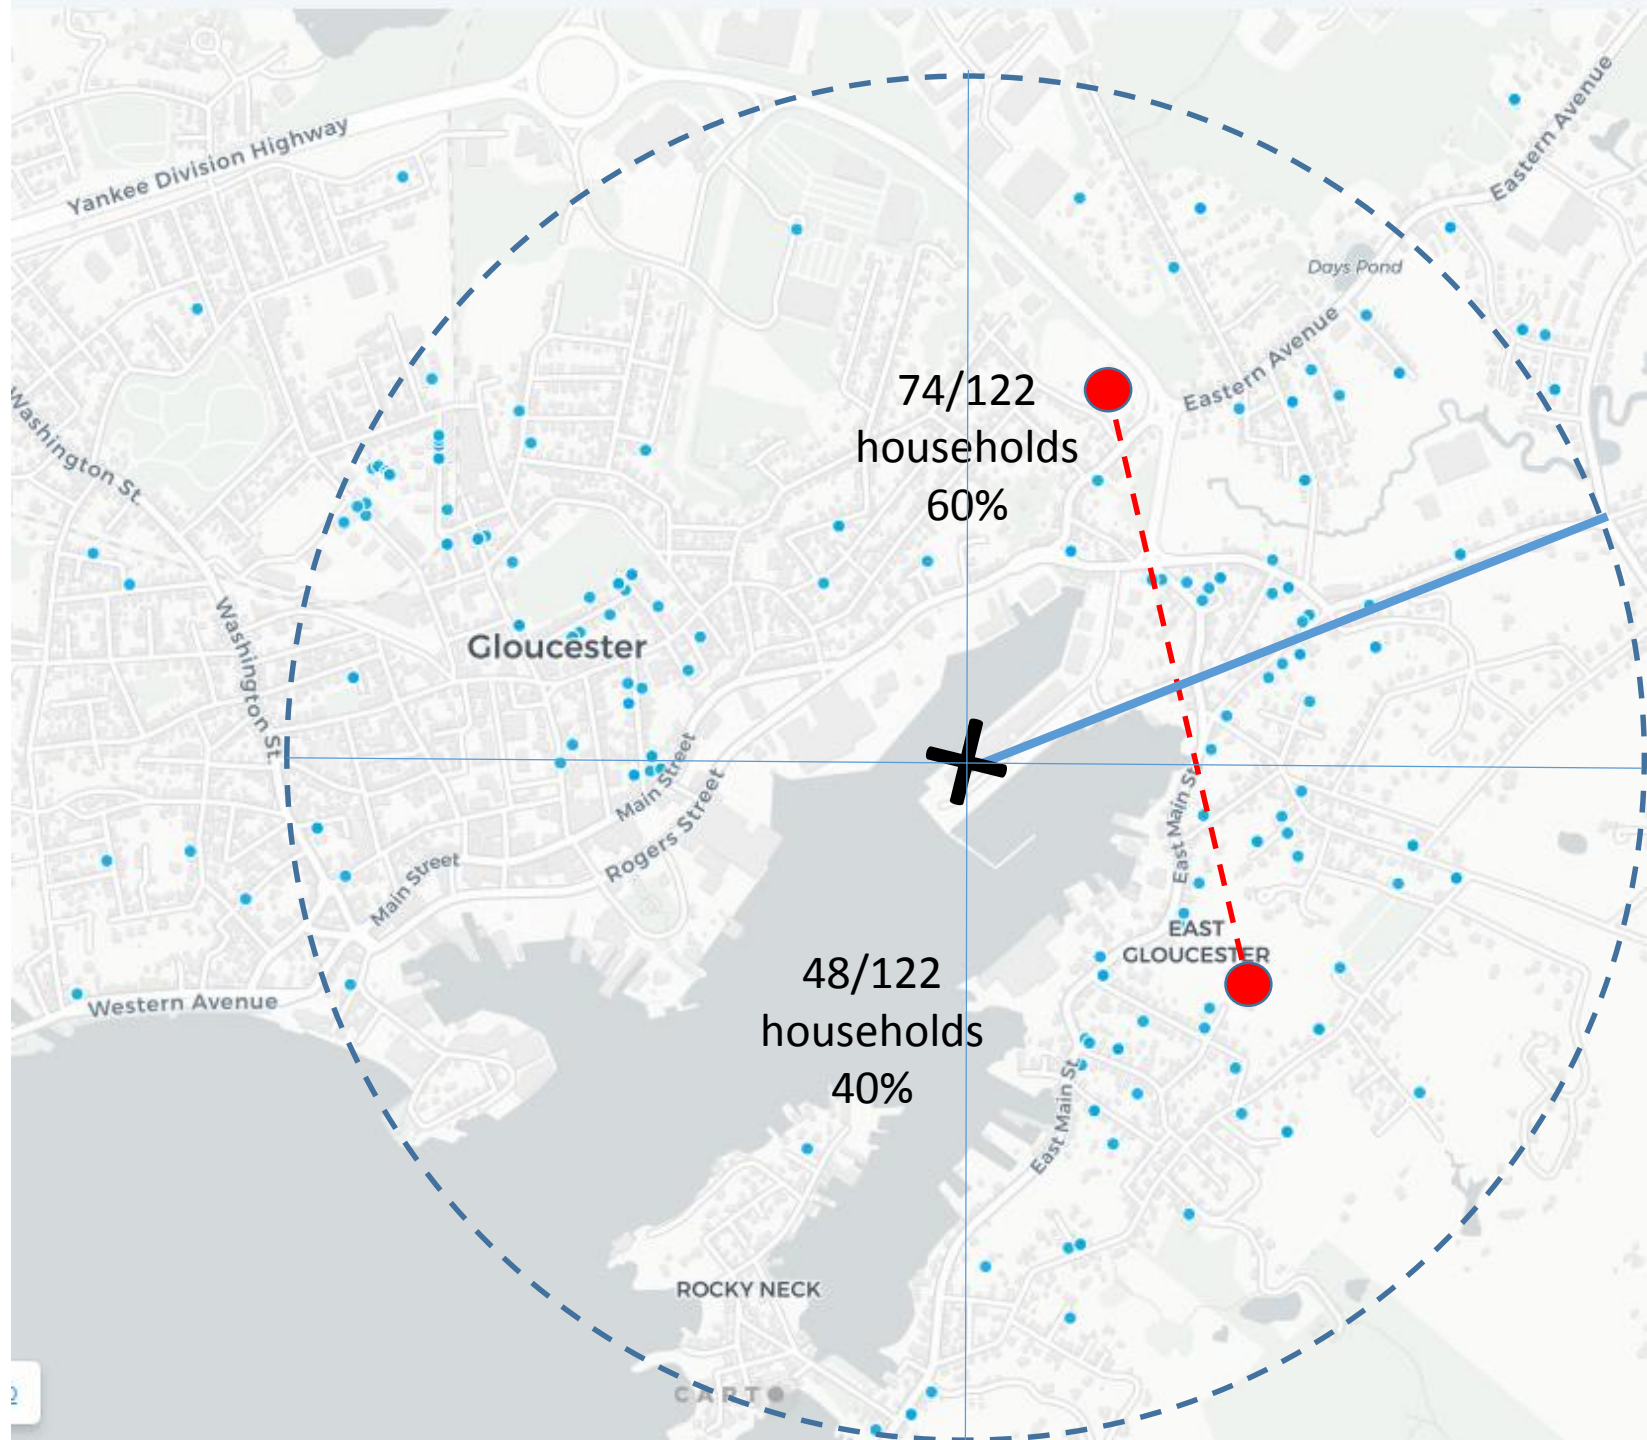 Yankee Division Highway
Eastern Avenue
Days Pond
Eastern Avenue
74/122
households
60%
Washington St.
Washington St.
Gloucester
Main Street
Rogers Street
Main Street
East Main St
EAST
GLOUCESTER
48/122
households
40%
Western Avenue
East Main St
ROCKY NECK
CARTO